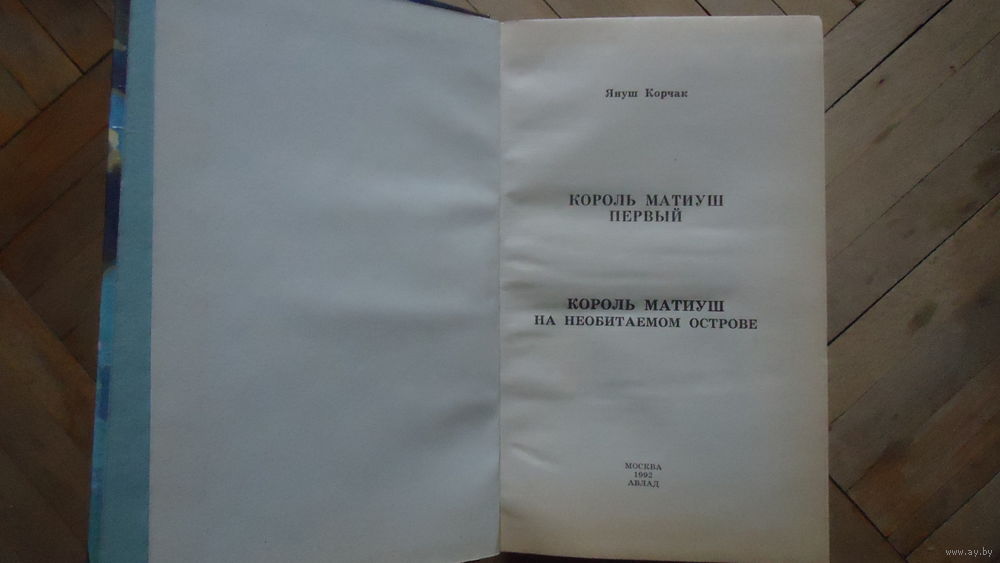 Януш Корчак
КОРОЛЬ МАТИУШ
ПЕРВЫЙ
КОРОЛЬ МАТИУШ
НА НЕОБИТАЕМОМ ОСТРОВЕ
МОСКВА
1992
АВЛАД
www.ay.by